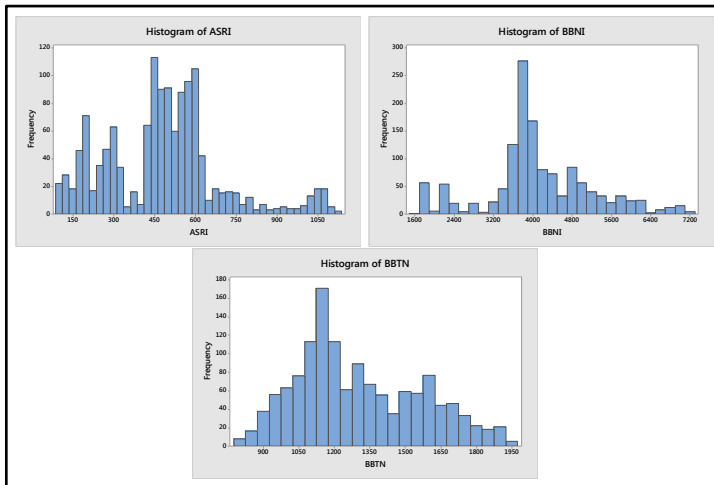 Histogram of ASRI
120
100
80
60
40
20
0
Frequency
150 300 450 600 750 900 1050
ASRI
Histogram of BBNI
300
250
200
150
100
50
0
Frequency
1600 2400 3200 4000 4800 5600 6400 7200
BBNI
Histogram of BBTN
180
160
140
120
100
80
60
40
20
0
Frequency
900 1050 1200 1350 1500 1650 1800 1950
BBTN